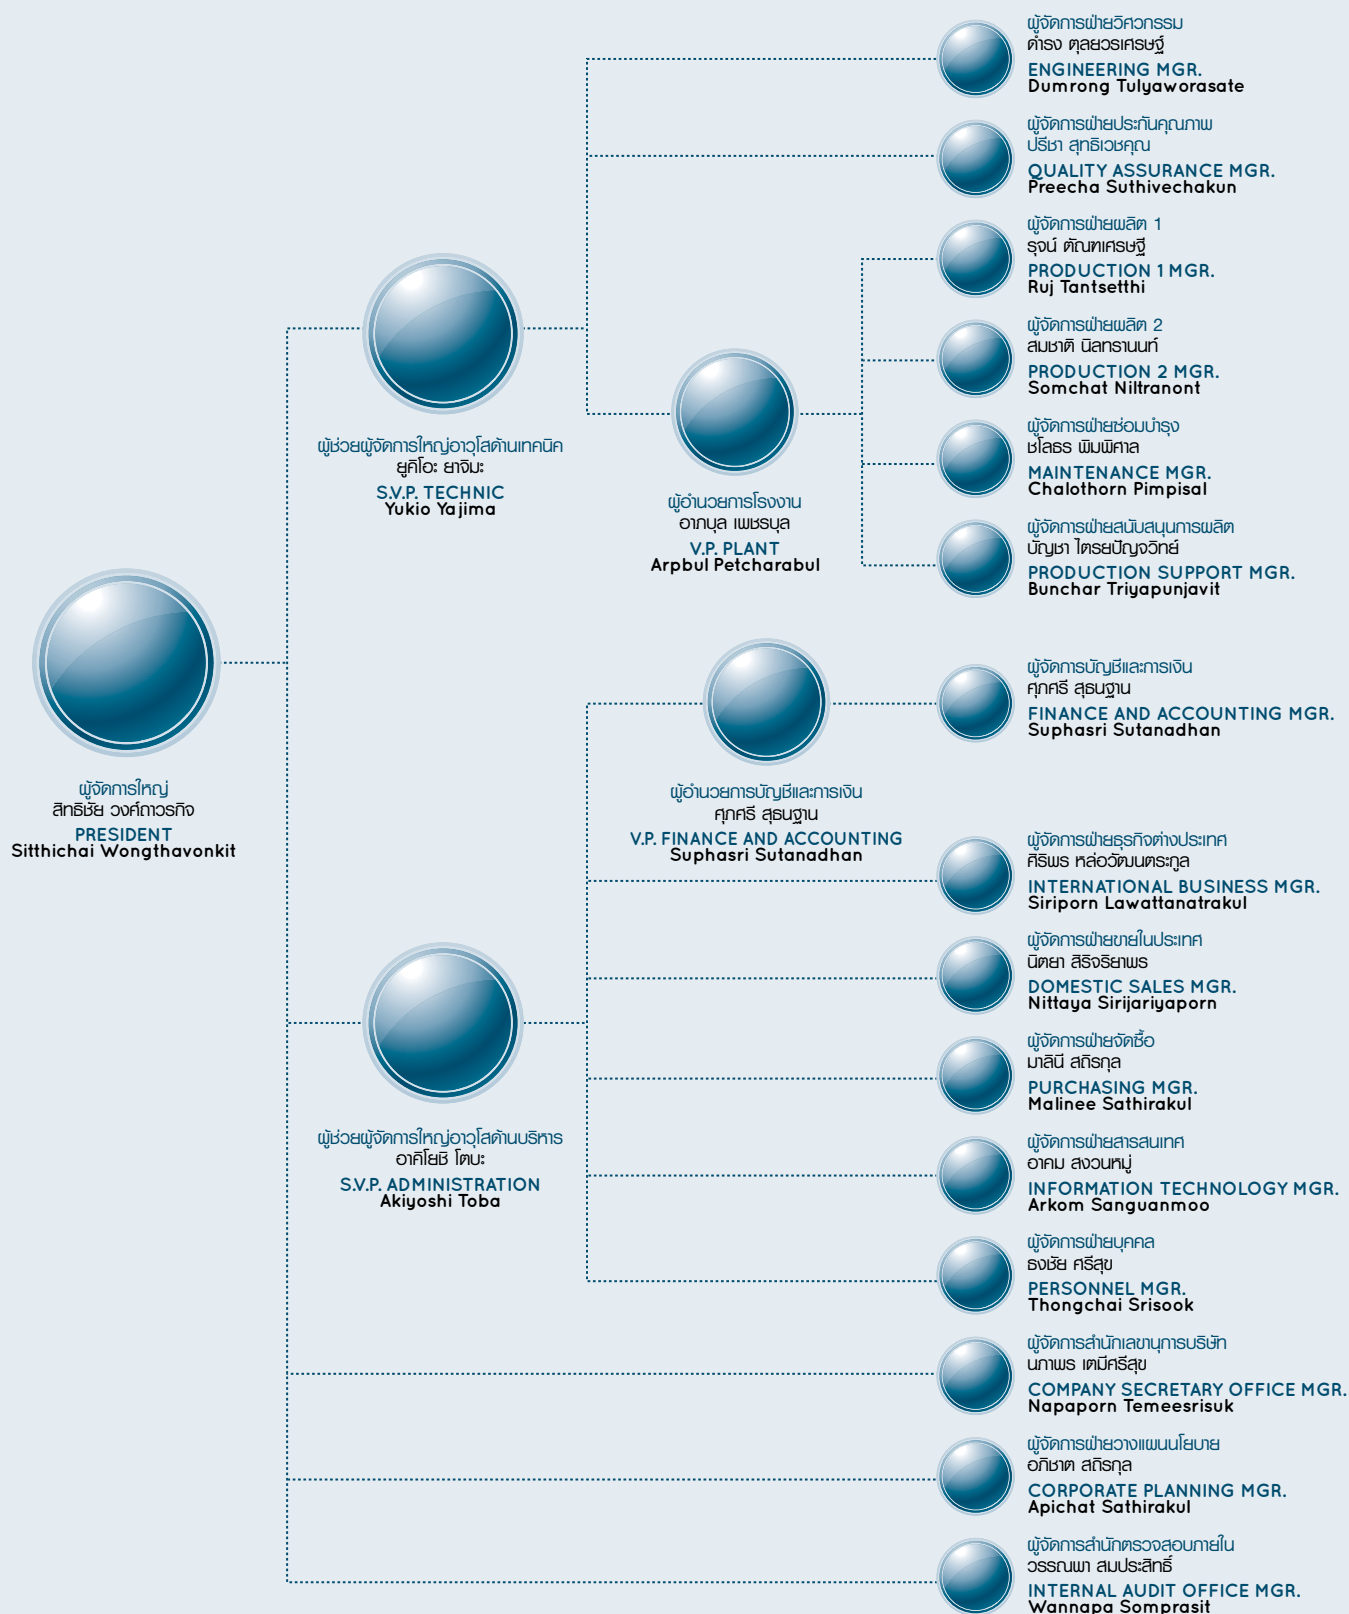 ผู้จัดการฝ่ายวิศวกรรม
ดำรง ตุลยวรเศรษฐ์
ENGINEERING MGR.
Dumrong Tulyaworasate
ผู้จัดการฝ่ายประกันคุณภาพ
ปรีชา สุทธิเวชคุณ
QUALITY ASSURANCE MGR.
Preecha Suthivechakun
ผู้จัดการฝ่ายผลิต 1
รุจน์ ตัณฑเศรษฐี
PRODUCTION 1 MGR.
Ruj Tantsetthi
ผู้จัดการฝ่ายผลิต 2
สมชาติ นิลทรานนท์
PRODUCTION 2 MGR.
Somchat Niltranont
ผู้จัดการฝ่ายซ่อมบำรุง
ชโลธร พิมพิศาล
MAINTENANCE MGR.
Chalothorn Pimpisal
ผู้จัดการฝ่ายสนับสนุนการผลิต
บัญชา ไตรยปัญจวิทย์
PRODUCTION SUPPORT MGR.
Bunchar Triyapunjavit
ผู้ช่วยผู้จัดการใหญ่อาวุโสด้านเทคนิค
ยูคิโอะ ยาจิมะ
S.V.P. TECHNIC
Yukio Yajima
ผู้อำนวยการโรงงาน
อาภบุล เพชรบุล
V.P. PLANT
Arpbul Petcharabul
ผู้จัดการใหญ่
สิทธิชัย วงศ์ถาวรกิจ
PRESIDENT
Sitthichai Wongthavonkit
ผู้จัดการบัญชีและการเงิน
ศุภศรี สุธนฐาน
FINANCE AND ACCOUNTING MGR.
Suphasri Sutanadhan
ผู้อำนวยการบัญชีและการเงิน
ศุภศรี สุธนฐาน
V.P. FINANCE AND ACCOUNTING
Suphasri Sutanadhan
ผู้จัดการฝ่ายธุรกิจต่างประเทศ
ศิริพร หล่อวัฒนตระกูล
INTERNATIONAL BUSINESS MGR.
Siriporn Lawattanatrakul
ผู้จัดการฝ่ายขายในประเทศ
นิตยา สิริจริยาพร
DOMESTIC SALES MGR.
Nittaya Sirijariyaporn
ผู้จัดการฝ่ายจัดซื้อ
มาลินี สถิรกุล
PURCHASING MGR.
Malinee Sathirakul
ผู้ช่วยผู้จัดการใหญ่อาวุโสด้านบริหาร
อาคิโยชิ โตบะ
S.V.P. ADMINISTRATION
Akiyoshi Toba
ผู้จัดการฝ่ายสารสนเทศ
อาคม สงวนหมู่
INFORMATION TECHNOLOGY MGR.
Arkom Sanguanmoo
ผู้จัดการฝ่ายบุคคล
ธงชัย ศรีสุข
PERSONNEL MGR.
Thongchai Srisook
ผู้จัดการสำนักเลขานุการบริษัท
นภาพร เตมีศรีสุข
COMPANY SECRETARY OFFICE MGR.
Napaporn Temeesrisuk
ผู้จัดการฝ่ายวางแผนนโยบาย
อภิชาต สถิรกุล
CORPORATE PLANNING MGR.
Apichat Sathirakul
ผู้จัดการสำนักตรวจสอบภายใน
วรรณพา สมประสิทธิ์
INTERNAL AUDIT OFFICE MGR.
Wannapa Somprasit